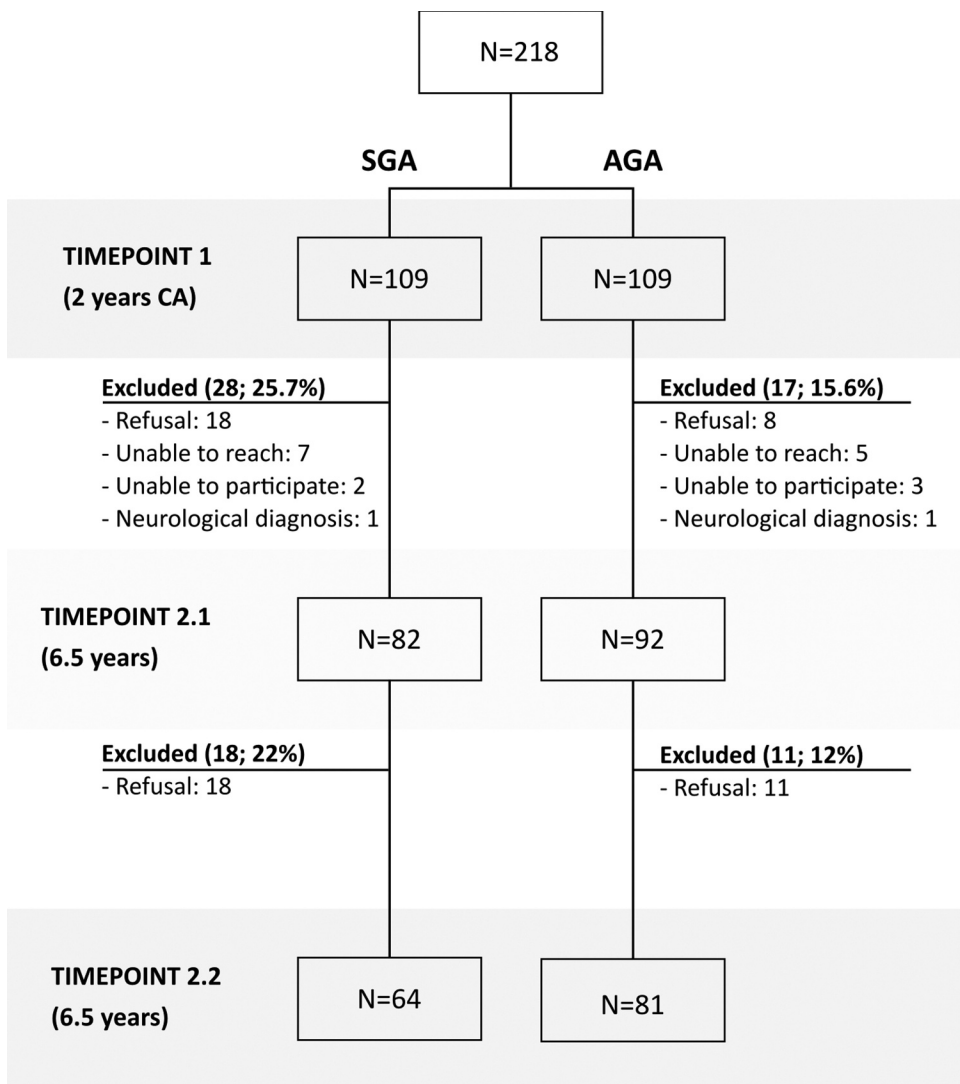 N=218
SGA
AGA
TIMEPOINT 1
(2 years CA)
N=109
N=109
Excluded (28; 25.7%)
- Refusal: 18
- Unable to reach: 7
- Unable to participate: 2
- Neurological diagnosis: 1
Excluded (17; 15.6%)
- Refusal: 8
- Unable to reach: 5
- Unable to participate: 3
- Neurological diagnosis: 1
TIMEPOINT 2.1
(6.5 years)
N=82
N=92
Excluded (18; 22%)
- Refusal: 18
Excluded (11; 12%)
- Refusal: 11
TIMEPOINT 2.2
(6.5 years)
N=64
N=81